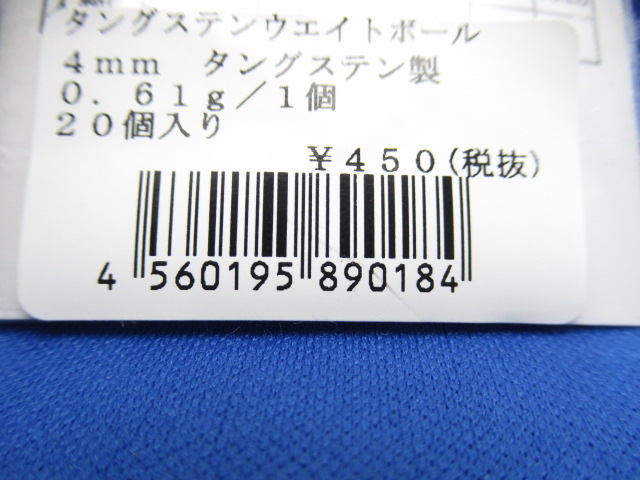 タングステンウエイトボール
4mm　タングステン製
0．61g／1個
20個入り
¥450(税抜)
4 560195 890184